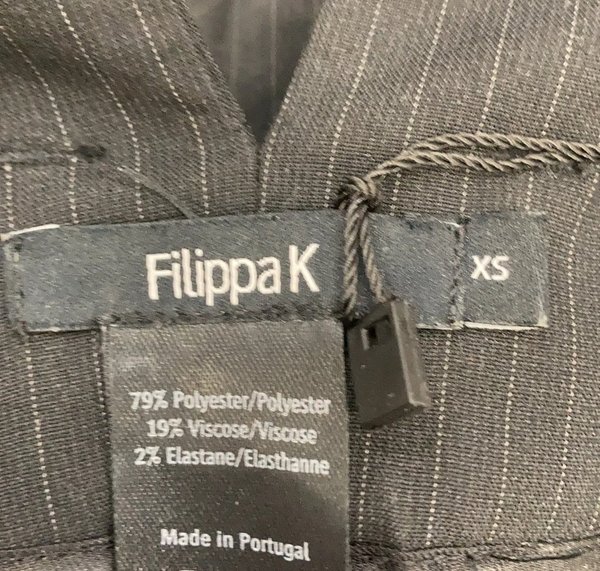 Filippa K
XS
79% Polyester/Polyester
19% Viscose/Viscose
2% Elastane/Elasthanne
Made in Portugal